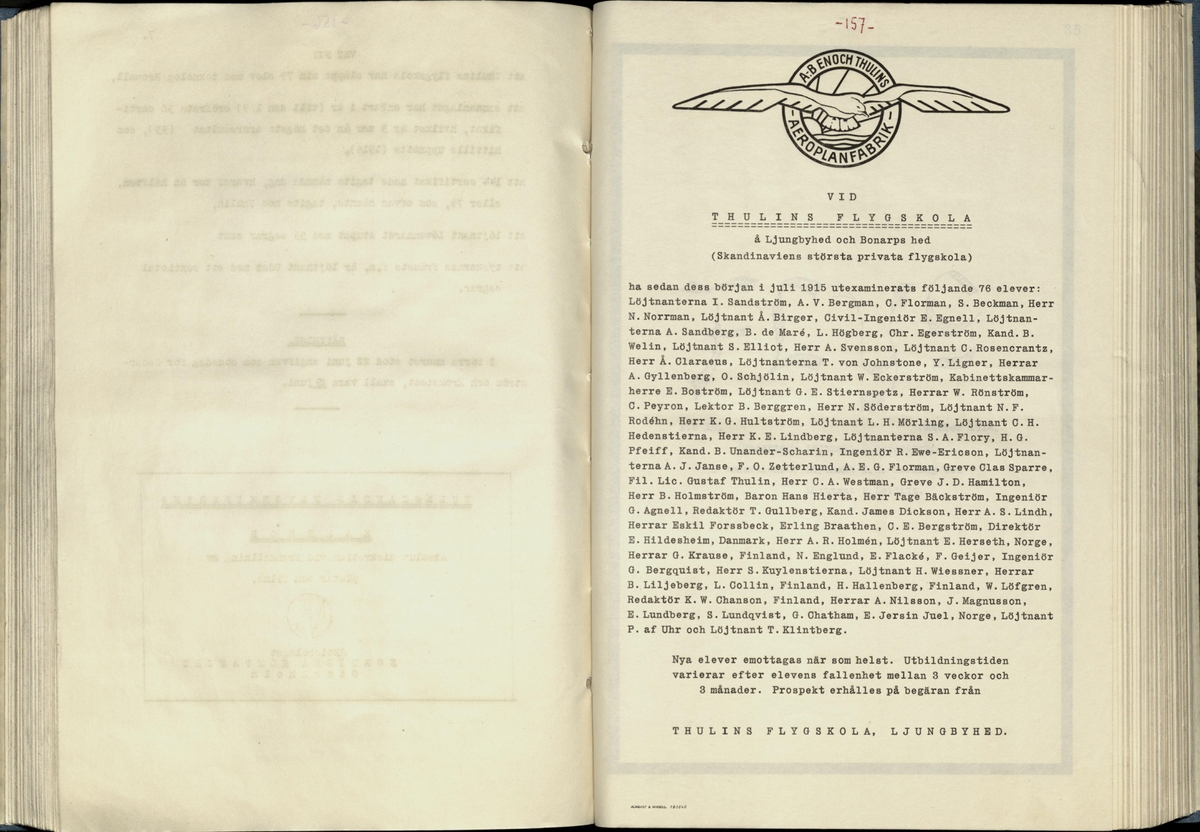 -157-
A-B ENOCH THULINS
- AEROPLANFABRIK -
VID
THULINS FLYGSKOLA
å Ljungbyhed och Bonarps hed
(Skandinaviens största privata flygskola)
ha sedan dess början i juli 1915 utexaminerats följande 76 elever:
Löjtnanterna I. Sandström, A. V. Bergman, C. Florman, S. Beckman, Herr
N. Norrman, Löjtnant Å. Birger, Civil-Ingeniör E. Egnell, Löjtnan-
terna A. Sandberg, B. de Maré, L. Högberg, Chr. Egerström, Kand. B.
Welin, Löjtnant S. Elliot, Herr A. Svensson, Löjtnant C. Rosencrantz,
Herr Å. Claraeus, Löjtnanterna T. von Johnstone, Y. Ligner, Herrar
A. Gyllenberg, O. Schjölin, Löjtnant W. Eckerström, Kabinettskammar-
herre E. Boström, Löjtnant G. E. Stiernspetz, Herrar W. Rönström,
C. Peyron, Lektor B. Berggren, Herr N. Söderström, Löjtnant N. F.
Rodéhn, Herr K. G. Hultström, Löjtnant L. H. Mörling, Löjtnant C. H.
Hedenstierna, Herr K. E. Lindberg, Löjtnanterna S. A. Flory, H. G.
Pfeiff, Kand. B. Unander-Scharin, Ingeniör R. Ewe-Ericson, Löjtnan-
terna A. J. Janse, F. O. Zetterlund, A. E. G. Florman, Greve Clas Sparre,
Fil. Lic. Gustaf Thulin, Herr C. A. Westman, Greve J. D. Hamilton,
Herr B. Holmström, Baron Hans Hierta, Herr Tage Bäckström, Ingeniör
G. Agnell, Redaktör T. Gullberg, Kand. James Dickson, Herr A. S. Lindh,
Herrar Eskil Forssbeck, Erling Braathen, C. E. Bergström, Direktör
E. Hildesheim, Danmark, Herr A. R. Holmén, Löjtnant E. Herseth, Norge,
Herrar G. Krause, Finland, N. Englund, E. Flacké, F. Geijer, Ingeniör
G. Bergquist, Herr S. Kuylenstierna, Löjtnant H. Wiessner, Herrar
B. Liljeberg, L. Collin, Finland, H. Hallenberg, Finland, W. Löfgren,
Redaktör K. W. Chanson, Finland, Herrar A. Nilsson, J. Magnusson,
E. Lundberg, S. Lundqvist, G. Chatham, E. Jersin Juel, Norge, Löjtnant
P. af Uhr och Löjtnant T. Klintberg.
Nya elever emottagas när som helst. Utbildningstiden
varierar efter elevens fallenhet mellan 3 veckor och
3 månader. Prospekt erhålles på begäran från
THULINS FLYGSKOLA, LJUNGBYHED.